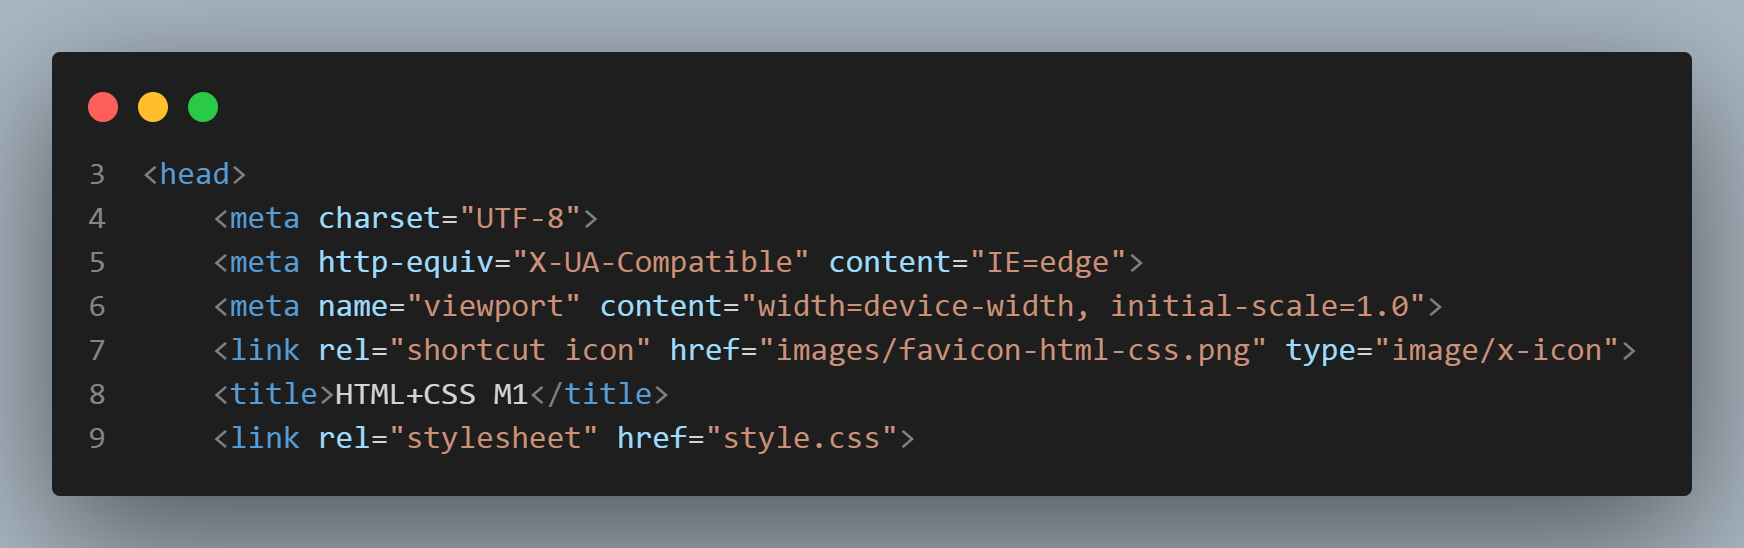 3 <head>
4     <meta charset="UTF-8">
5     <meta http-equiv="X-UA-Compatible" content="IE=edge">
6     <meta name="viewport" content="width=device-width, initial-scale=1.0">
7     <link rel="shortcut icon" href="images/favicon-html-css.png" type="image/x-icon">
8     <title>HTML+CSS M1</title>
9     <link rel="stylesheet" href="style.css">